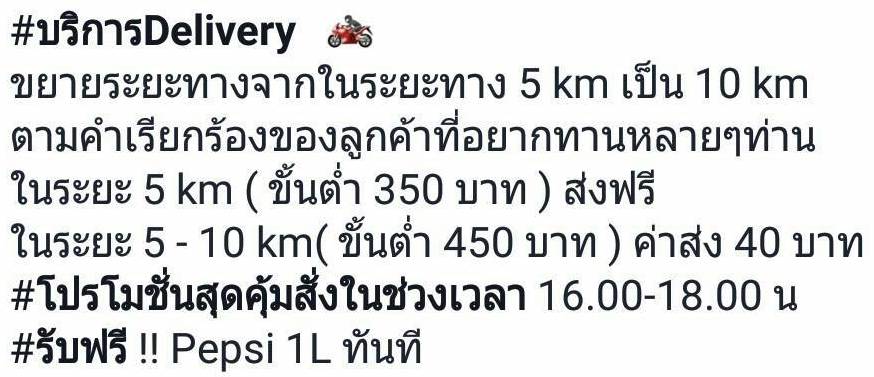 #บริการDelivery 🏍
ขยายระยะทางจากในระยะทาง 5 km เป็น 10 km
ตามคำเรียกร้องของลูกค้าที่อยากทานหลายๆท่าน
ในระยะ 5 km ( ขั้นต่ำ 350 บาท ) ส่งฟรี
ในระยะ 5 - 10 km( ขั้นต่ำ 450 บาท ) ค่าส่ง 40 บาท
#โปรโมชั่นสุดคุ้มสั่งในช่วงเวลา 16.00-18.00 น
#รับฟรี !! Pepsi 1L ทันที